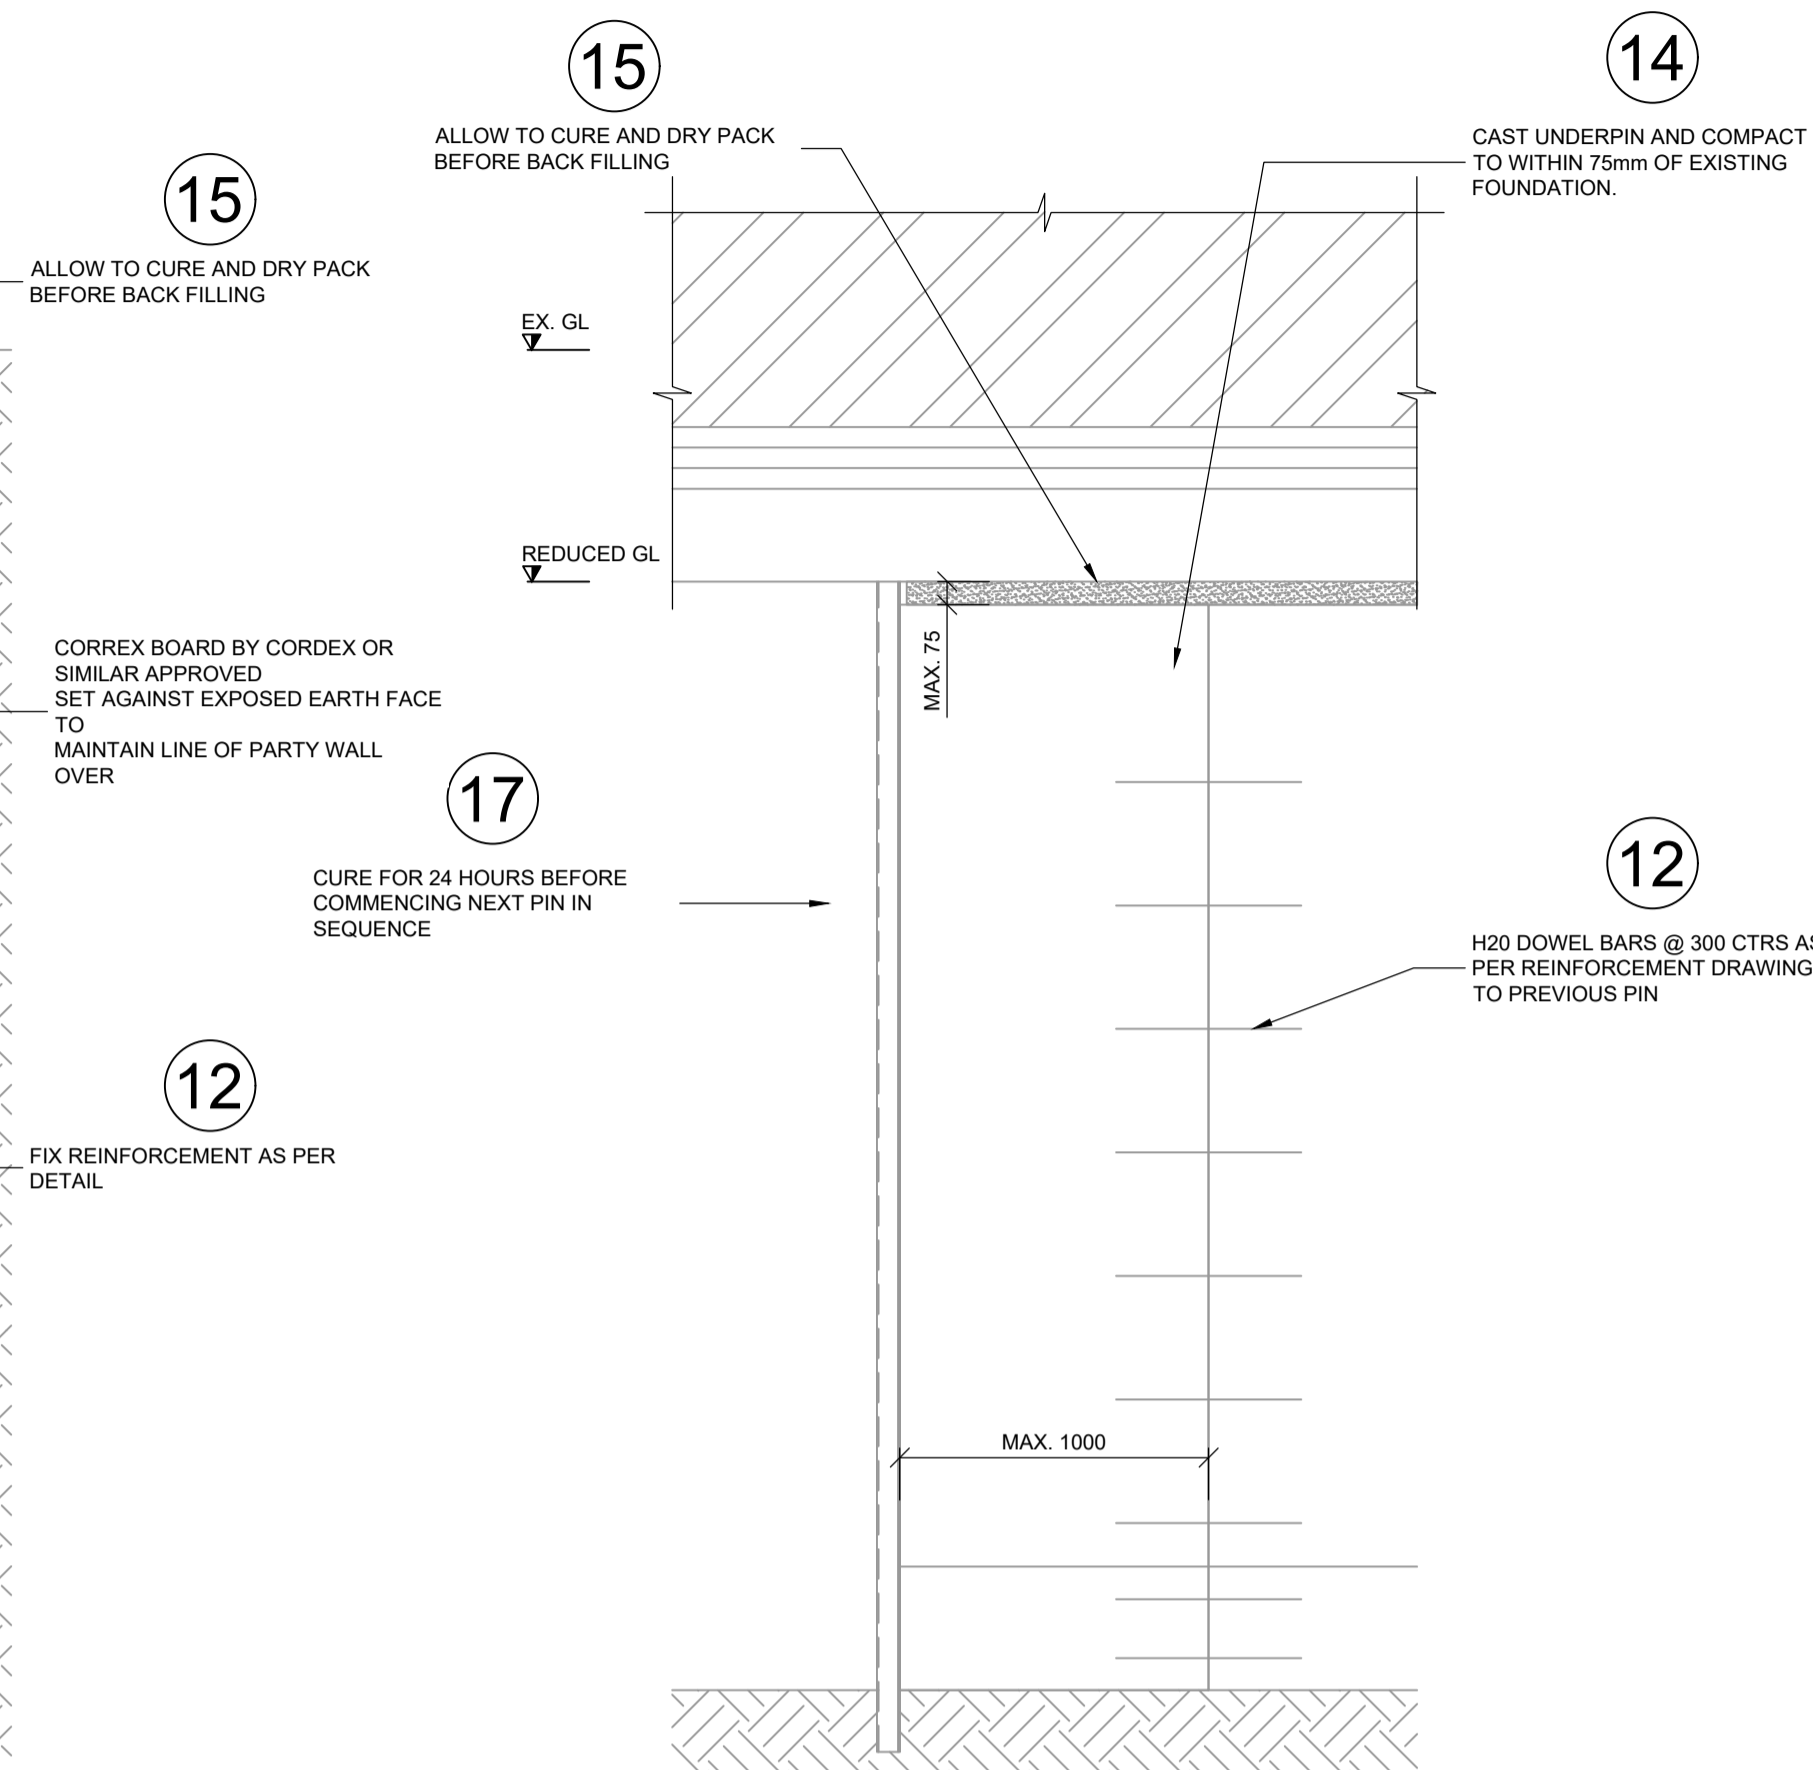 15
ALLOW TO CURE AND DRY PACK
BEFORE BACK FILLING
14
CAST UNDERPIN AND COMPACT
TO WITHIN 75mm OF EXISTING
FOUNDATION.
15
ALLOW TO CURE AND DRY PACK
BEFORE BACK FILLING
EX. GL
REDUCED GL
MAX. 75
CORREX BOARD BY CORDEX OR
SIMILAR APPROVED
SET AGAINST EXPOSED EARTH FACE
TO
MAINTAIN LINE OF PARTY WALL
OVER
17
CURE FOR 24 HOURS BEFORE
COMMENCING NEXT PIN IN
SEQUENCE
12
H20 DOWEL BARS @ 300 CTRS AS
PER REINFORCEMENT DRAWING
TO PREVIOUS PIN
12
FIX REINFORCEMENT AS PER
DETAIL
MAX. 1000